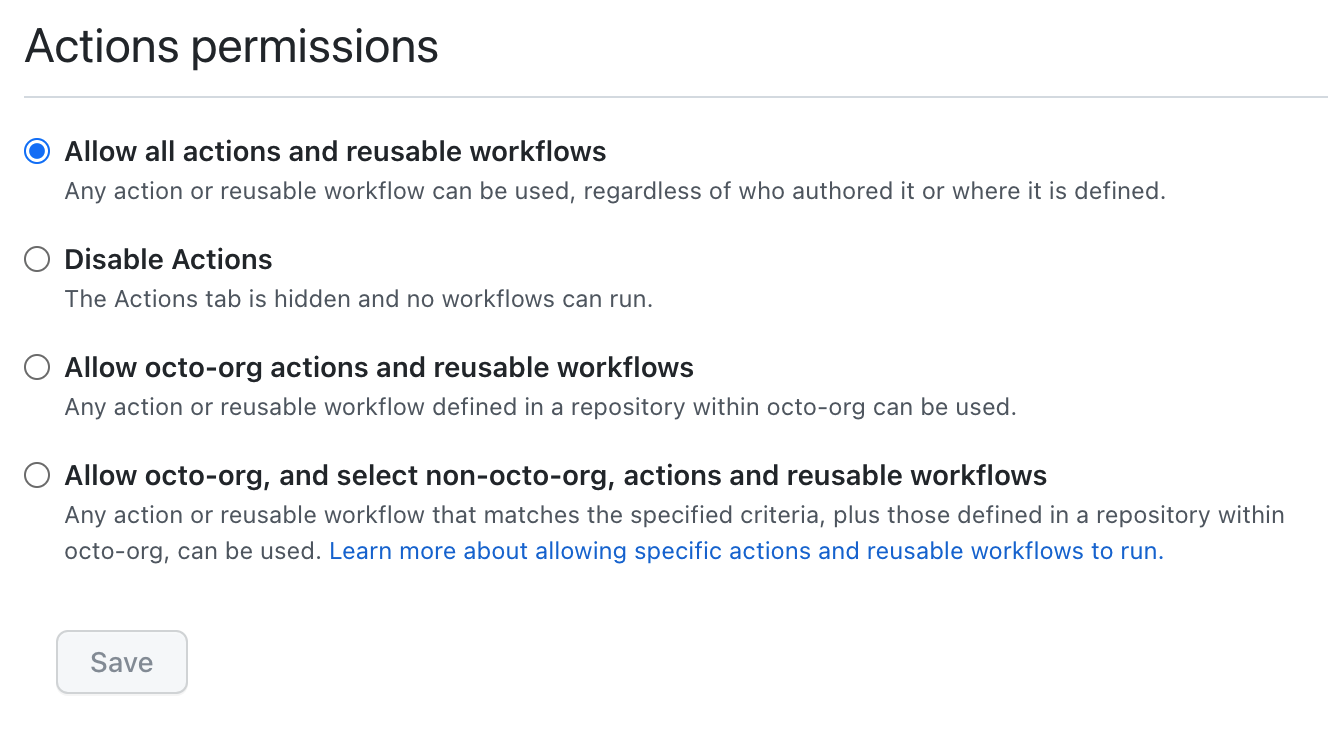 Actions permissions
Allow all actions and reusable workflows
Any action or reusable workflow can be used, regardless of who authored it or where it is defined.
Disable Actions
The Actions tab is hidden and no workflows can run.
Allow octo-org actions and reusable workflows
Any action or reusable workflow defined in a repository within octo-org can be used.
Allow octo-org, and select non-octo-org, actions and reusable workflows
Any action or reusable workflow that matches the specified criteria, plus those defined in a repository within
octo-org, can be used. Learn more about allowing specific actions and reusable workflows to run.
Save